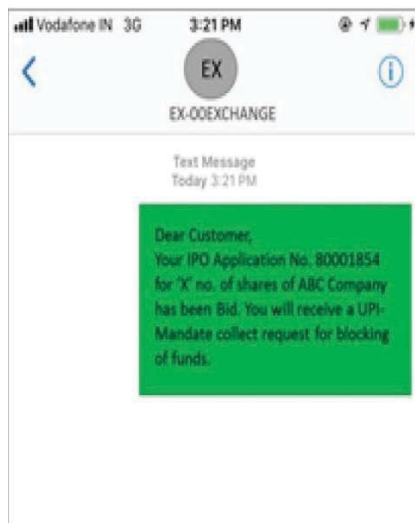 Vodafone IN 3G 3:21 PM
EX
EX-OOEXCHANGE
Text Message
Today 3:21 PM
Dear Customer,
Your IPO Application No. 80001854
for 'X' no. of shares of ABC Company
has been Bid. You will receive a UPI-
Mandate collect request for blocking
of funds.